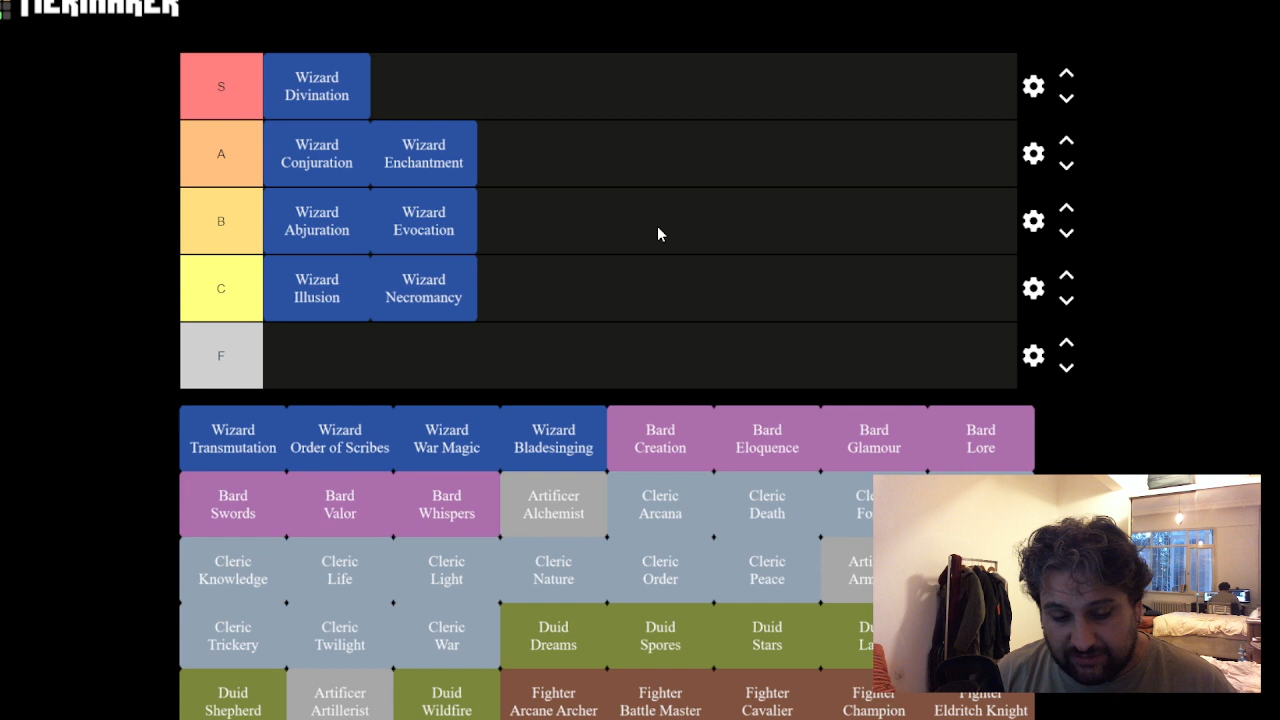 TIERMAKER
S
Wizard
Divination
A
Wizard
Conjuration
Wizard
Enchantment
B
Wizard
Abjuration
Wizard
Evocation
C
Wizard
Illusion
Wizard
Necromancy
F
Wizard
Transmutation
Wizard
Order of Scribes
Wizard
War Magic
Wizard
Bladesinging
Bard
Creation
Bard
Eloquence
Bard
Glamour
Bard
Lore
Bard
Swords
Bard
Valor
Bard
Whispers
Artificer
Alchemist
Cleric
Arcana
Cleric
Death
Cleric
Knowledge
Cleric
Life
Cleric
Light
Cleric
Nature
Cleric
Order
Cleric
Peace
Cleric
Trickery
Cleric
Twilight
Cleric
War
Duid
Dreams
Duid
Spores
Duid
Stars
Duid
Shepherd
Artificer
Artillerist
Duid
Wildfire
Fighter
Arcane Archer
Fighter
Battle Master
Fighter
Cavalier
Fighter
Champion
Fighter
Eldritch Knight